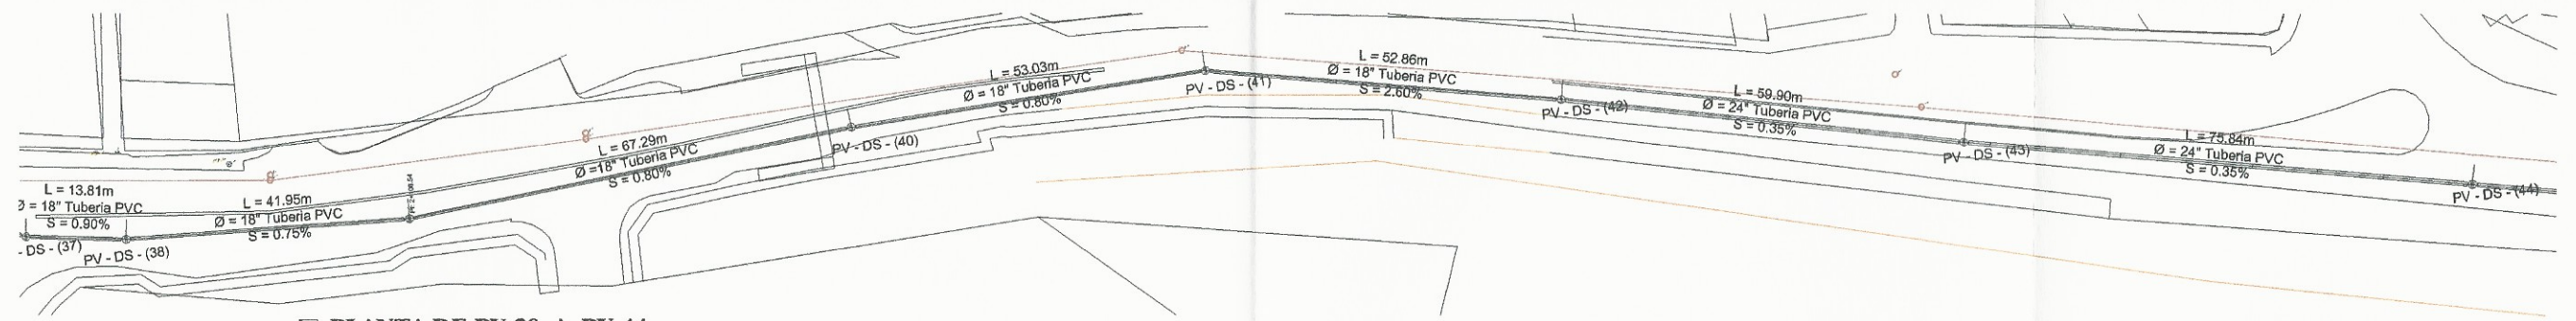 L = 13.81m
Ø = 18" Tuberia PVC
S = 0.90%
- DS - (37)
PV - DS - (38)
L = 41.95m
Ø = 18" Tuberia PVC
S = 0.75%
L = 67.29m
Ø =18" Tuberia PVC
S = 0.80%
PV - DS - (40)
L = 53.03m
Ø = 18" Tuberia PVC
S = 0.80%
PV - DS - (41)
L = 52.86m
Ø = 18" Tuberia PVC
S = 2.60%
PV - DS - (42)
L = 59.90m
Ø = 24" Tuberia PVC
S = 0.35%
PV - DS - (43)
L = 75.84m
Ø = 24" Tuberia PVC
S = 0.35%
PV - DS - (44)